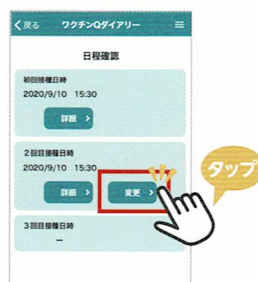 戻る ワクチンQダイアリー
日程確認
初回接種日時
2020/9/10 15:30
詳細
2回目接種日時
2020/9/10 15:30
詳細 変更
タップ
3回目接種日時
ー